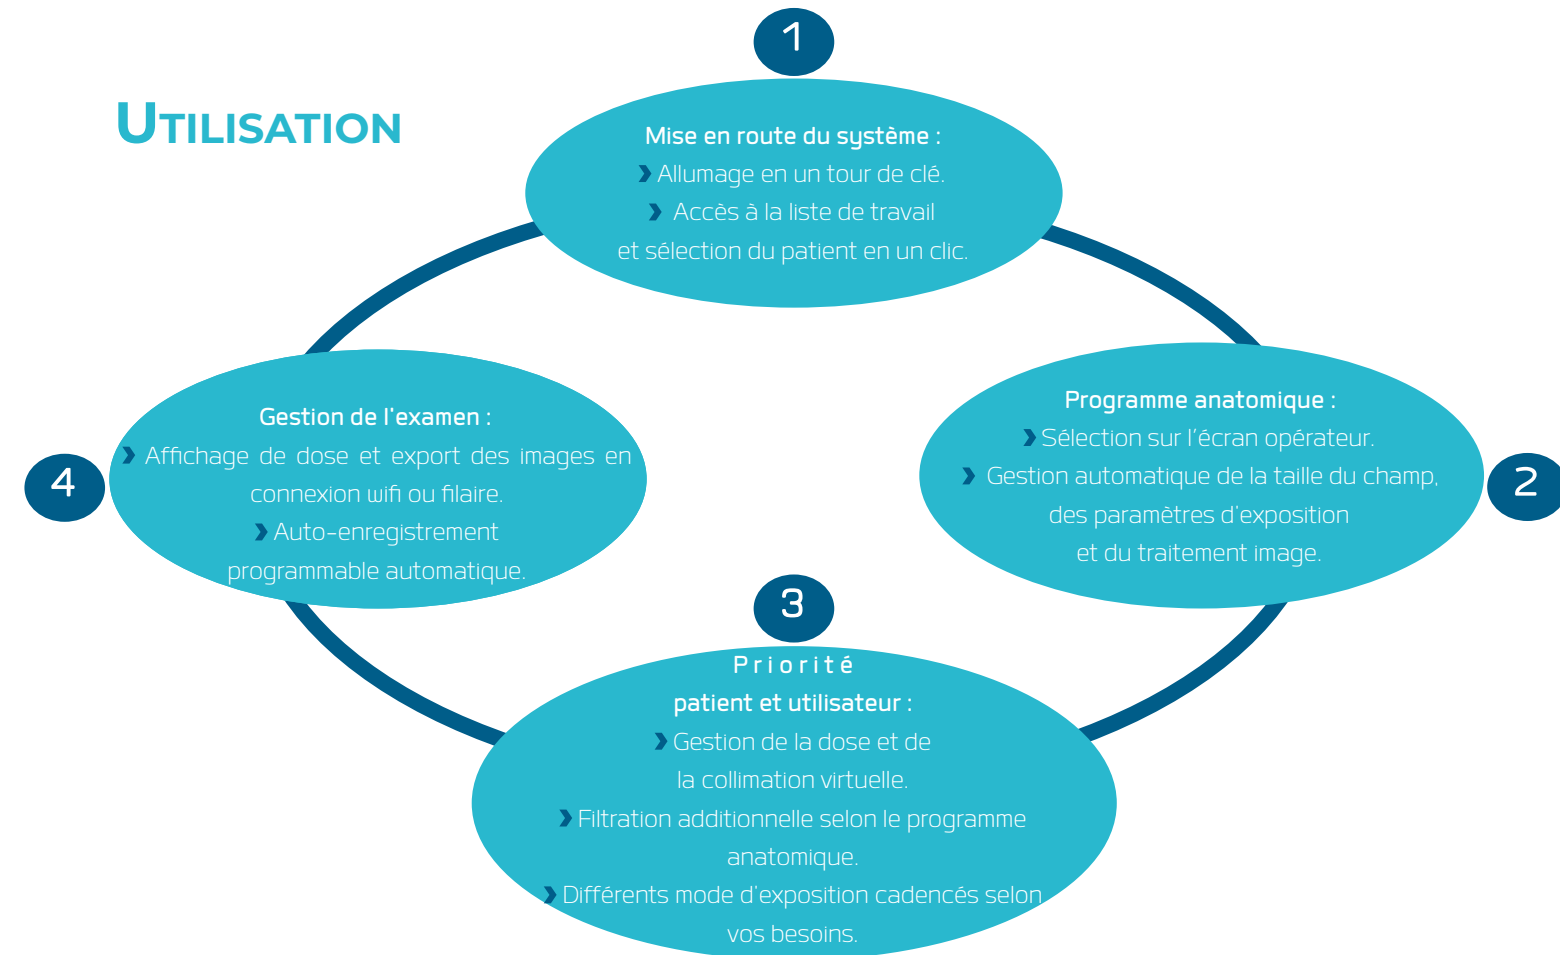 UTILISATION
1
Mise en route du système :
❯ Allumage en un tour de clé.
❯ Accès à la liste de travail
et sélection du patient en un clic.
2
Programme anatomique :
❯ Sélection sur l'écran opérateur.
❯ Gestion automatique de la taille du champ,
des paramètres d'exposition
et du traitement image.
3
Priorité
patient et utilisateur :
❯ Gestion de la dose et de
la collimation virtuelle.
❯ Filtration additionnelle selon le programme
anatomique.
❯ Différents mode d'exposition cadencés selon
vos besoins.
4
Gestion de l'examen :
❯ Affichage de dose et export des images en
connexion wifi ou filaire.
❯ Auto-enregistrement
programmable automatique.